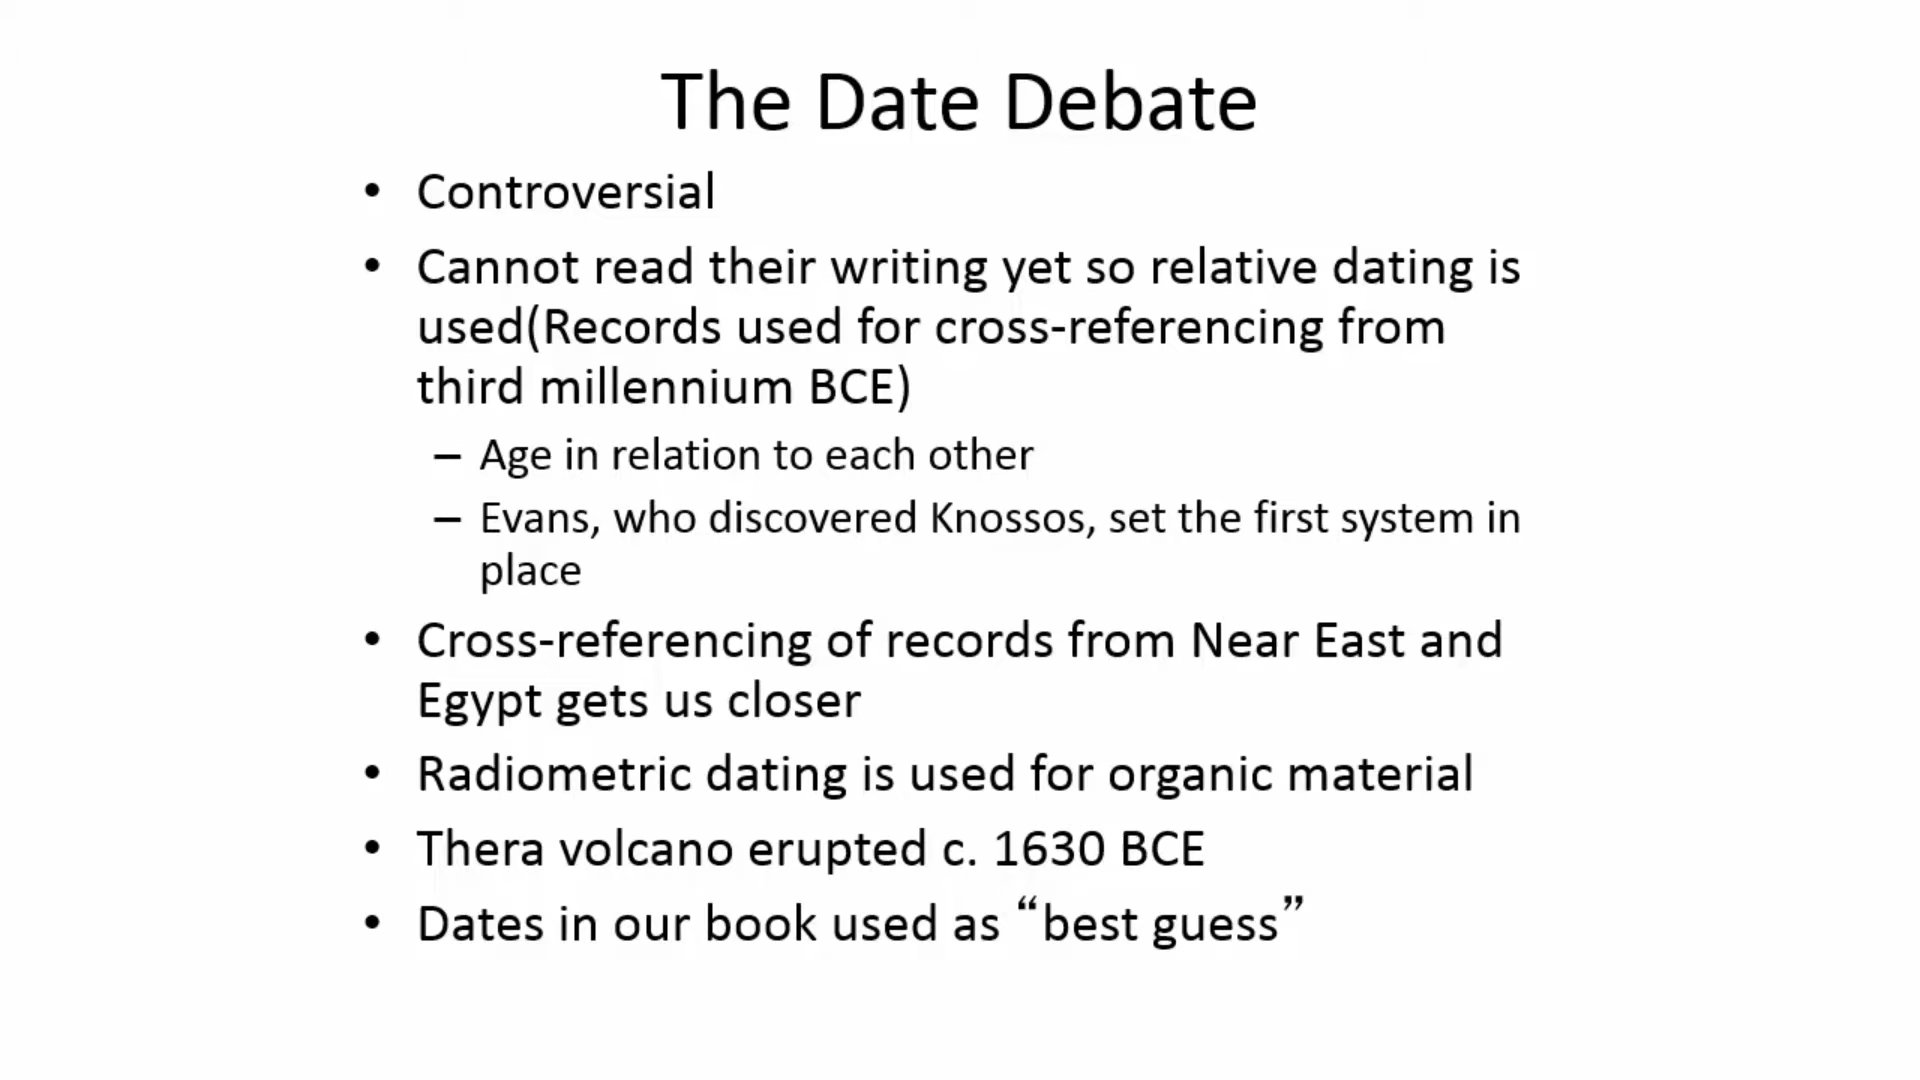 The Date Debate
• Controversial
• Cannot read their writing yet so relative dating is
used(Records used for cross-referencing from
third millennium BCE)
– Age in relation to each other
– Evans, who discovered Knossos, set the first system in
place
• Cross-referencing of records from Near East and
Egypt gets us closer
• Radiometric dating is used for organic material
• Thera volcano erupted c. 1630 BCE
• Dates in our book used as “best guess”